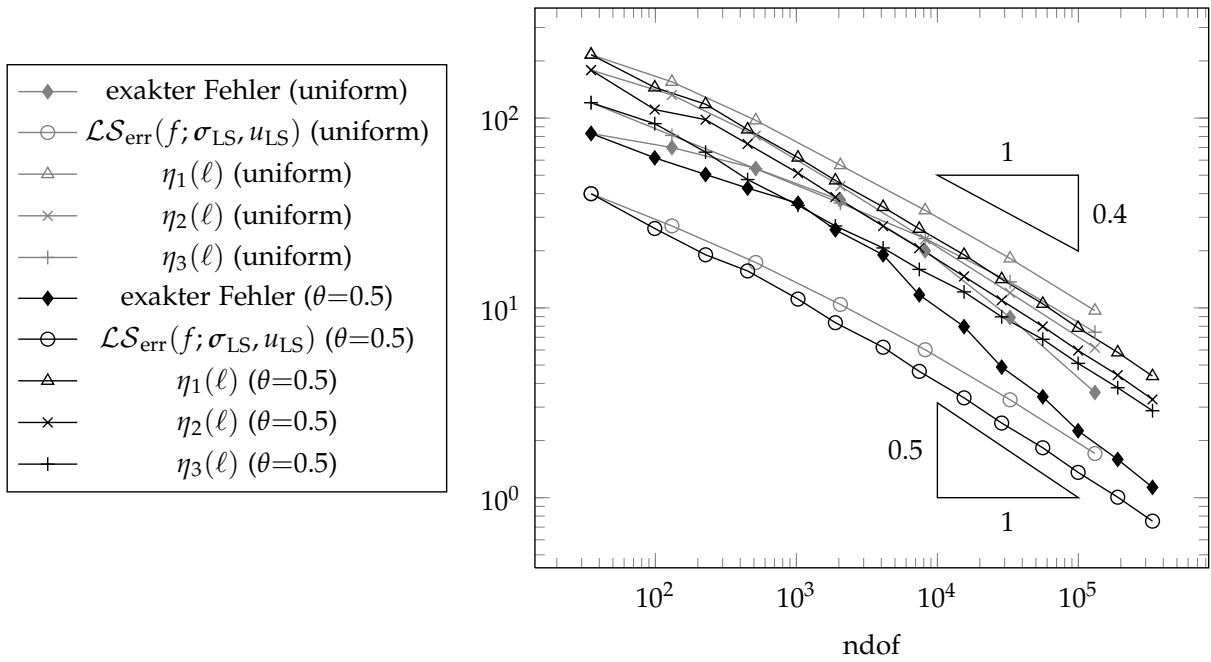 exakter Fehler (uniform)
ℒ𝒮err(f; σLS, uLS) (uniform)
η1(ℓ) (uniform)
η2(ℓ) (uniform)
η3(ℓ) (uniform)
exakter Fehler (θ=0.5)
ℒ𝒮err(f; σLS, uLS) (θ=0.5)
η1(ℓ) (θ=0.5)
η2(ℓ) (θ=0.5)
η3(ℓ) (θ=0.5)
10^2
10^1
10^0
1
0.4
0.5
1
10^2 10^3 10^4 10^5
ndof